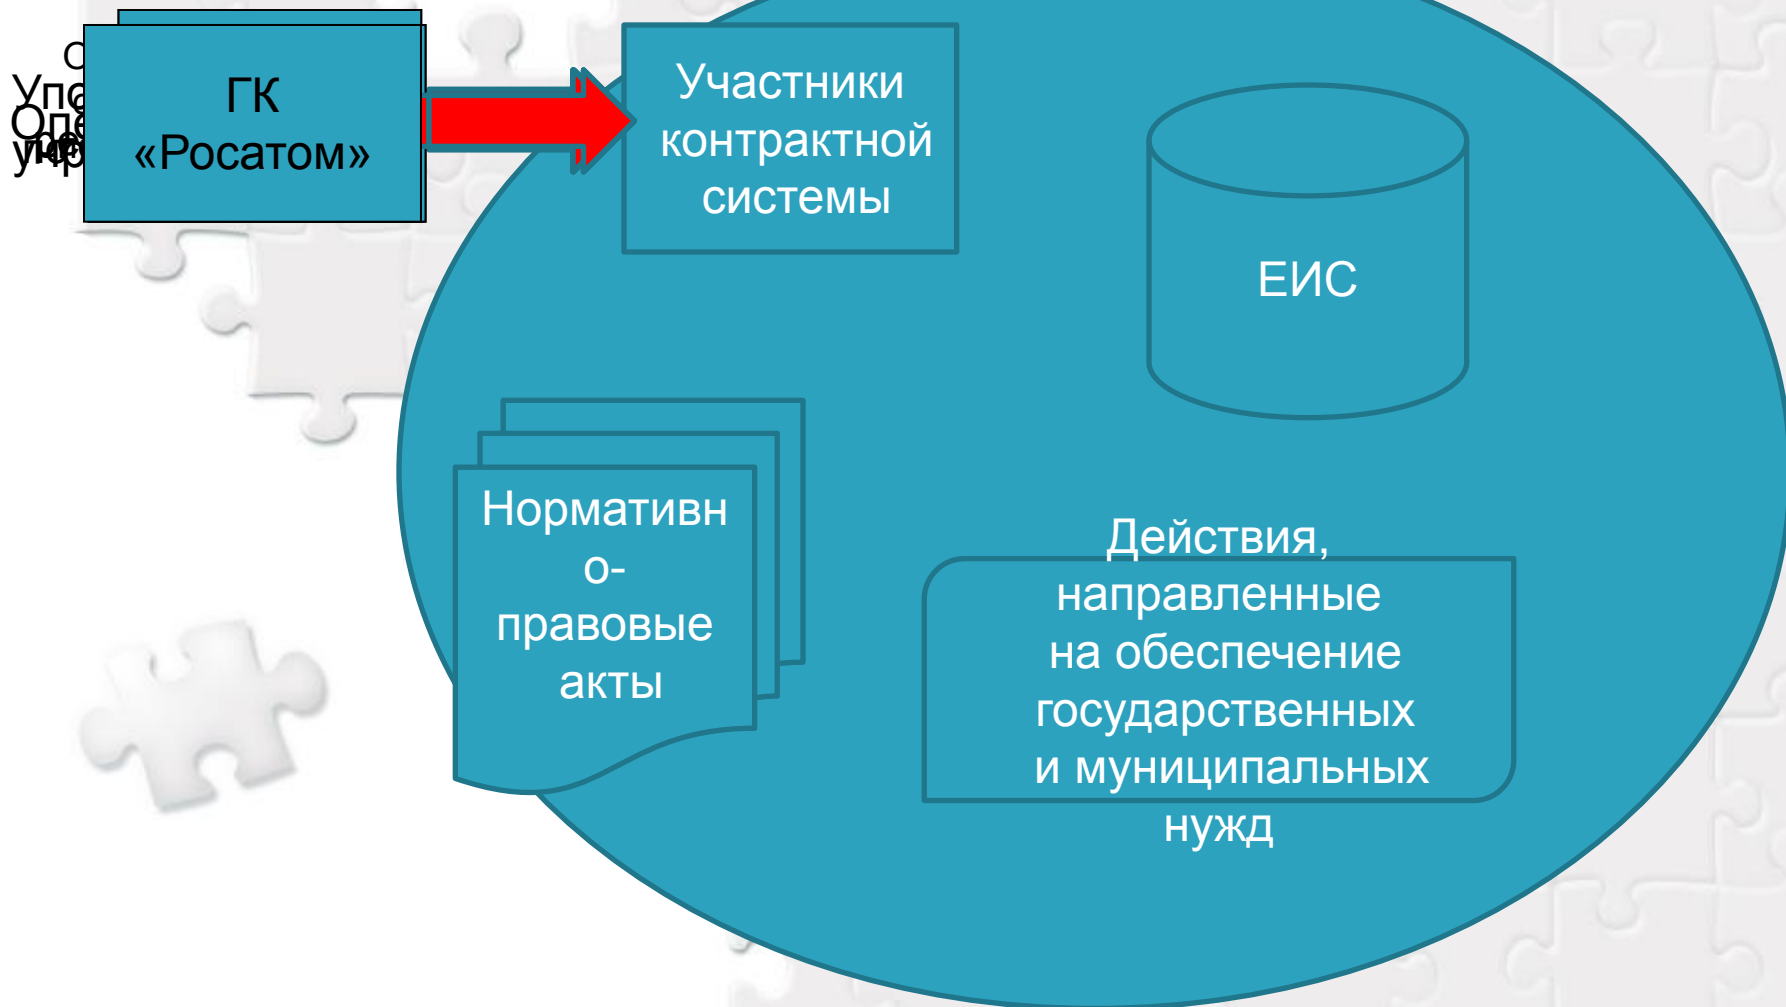 ГК
«Росатом»
Участники
контрактной
системы
ЕИС
Нормативн
о-
правовые
акты
Действия,
направленные
на обеспечение
государственных
и муниципальных
нужд